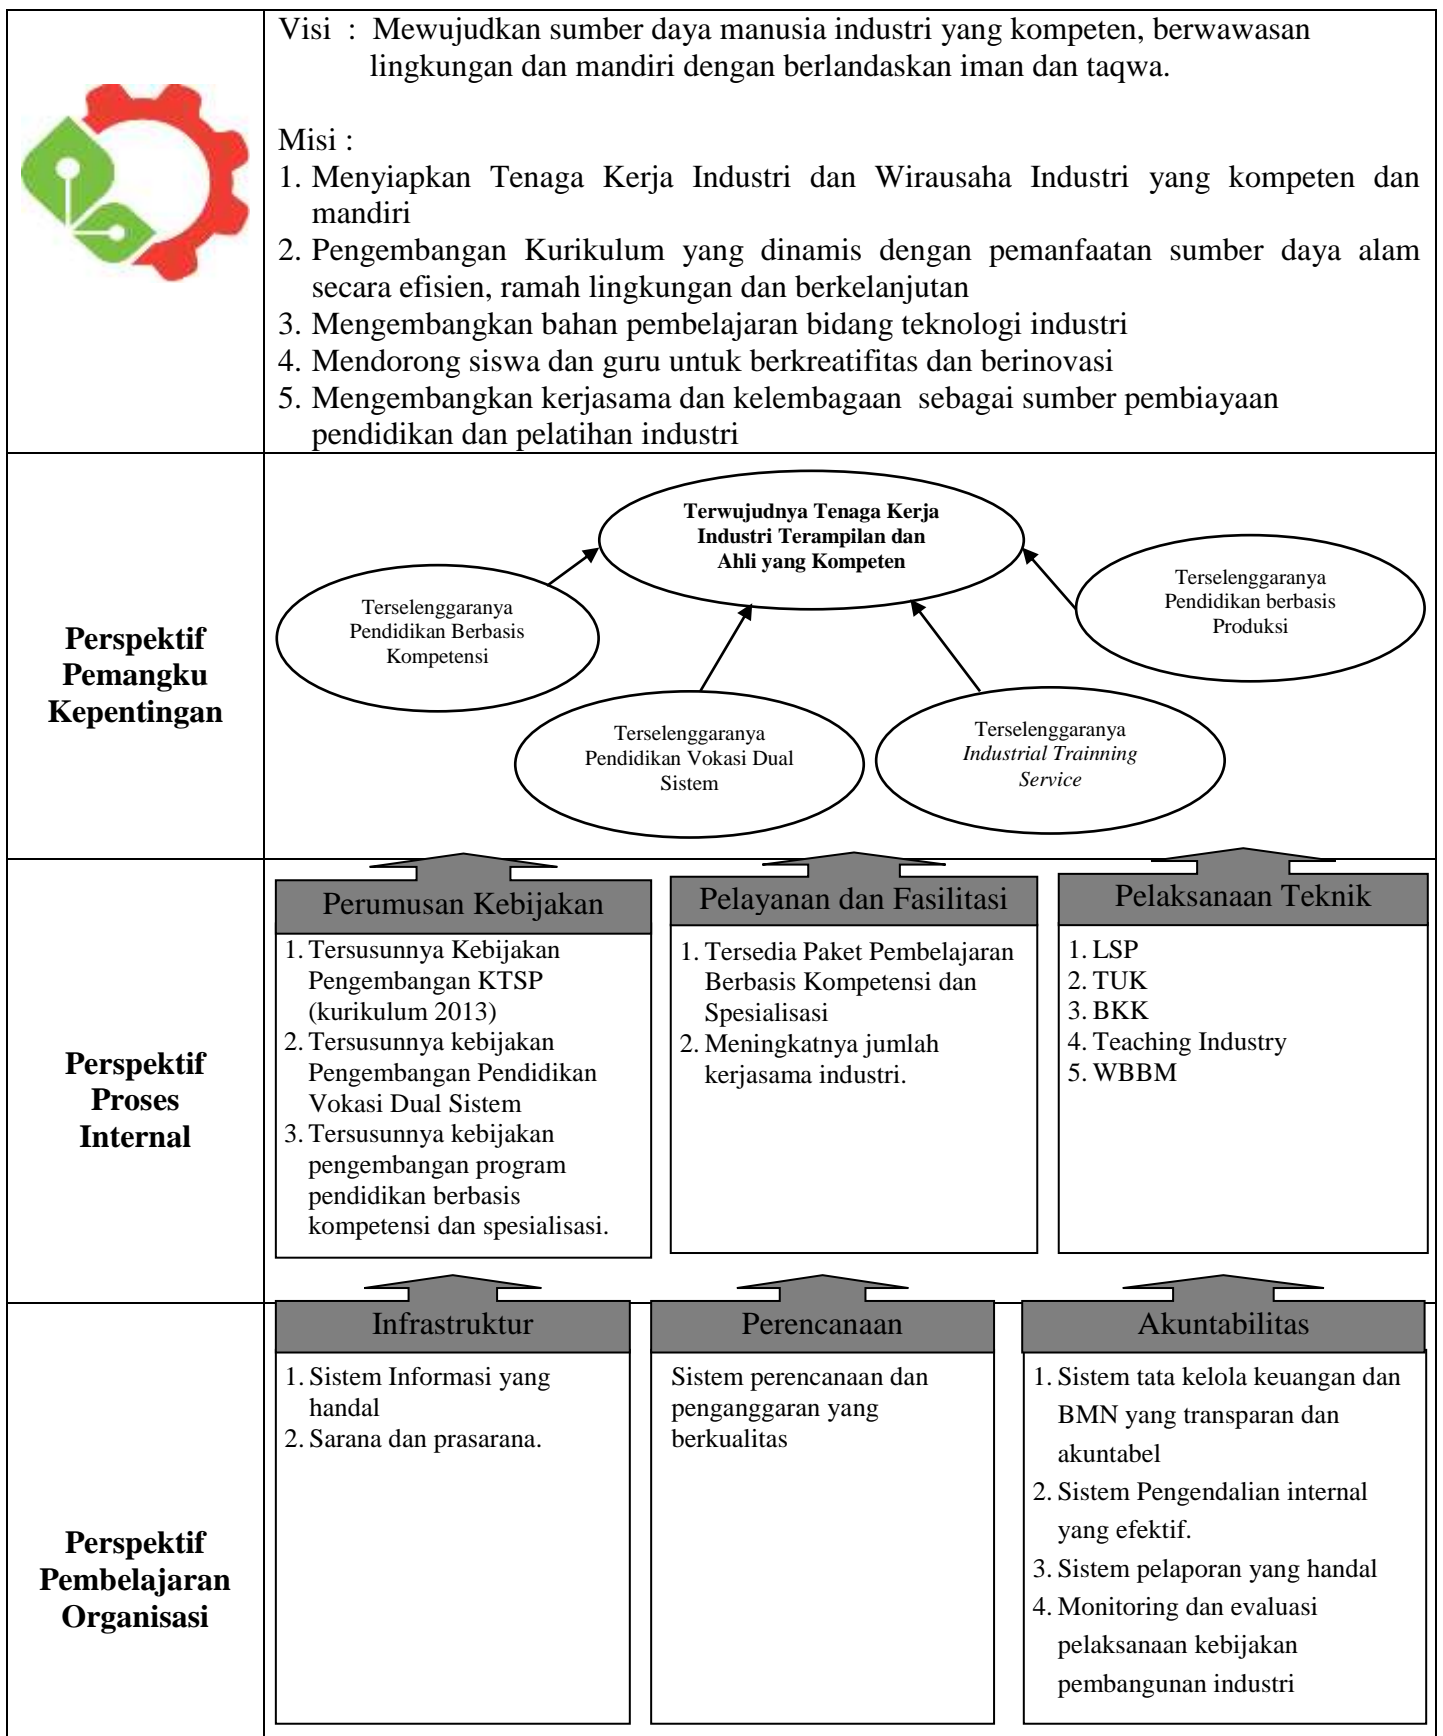 Visi : Mewujudkan sumber daya manusia industri yang kompeten, berwawasan
lingkungan dan mandiri dengan berlandaskan iman dan taqwa.
Misi :
1. Menyiapkan Tenaga Kerja Industri dan Wirausaha Industri yang kompeten dan
mandiri
2. Pengembangan Kurikulum yang dinamis dengan pemanfaatan sumber daya alam
secara efisien, ramah lingkungan dan berkelanjutan
3. Mengembangkan bahan pembelajaran bidang teknologi industri
4. Mendorong siswa dan guru untuk berkreatifitas dan berinovasi
5. Mengembangkan kerjasama dan kelembagaan sebagai sumber pembiayaan
pendidikan dan pelatihan industri
Perspektif
Pemangku
Kepentingan
Terwujudnya Tenaga Kerja
Industri Terampilan dan
Ahli yang Kompeten
Terselenggaranya
Pendidikan Berbasis
Kompetensi
Terselenggaranya
Pendidikan Vokasi Dual
Sistem
Terselenggaranya
Industrial Trainning
Service
Terselenggaranya
Pendidikan berbasis
Produksi
Perspektif
Proses
Internal
Perumusan Kebijakan
1. Tersusunnya Kebijakan
Pengembangan KTSP
(kurikulum 2013)
2. Tersusunnya kebijakan
Pengembangan Pendidikan
Vokasi Dual Sistem
3. Tersusunnya kebijakan
pengembangan program
pendidikan berbasis
kompetensi dan spesialisasi.
Pelayanan dan Fasilitasi
1. Tersedia Paket Pembelajaran
Berbasis Kompetensi dan
Spesialisasi
2. Meningkatnya jumlah
kerjasama industri.
Pelaksanaan Teknik
1. LSP
2. TUK
3. BKK
4. Teaching Industry
5. WBBM
Perspektif
Pembelajaran
Organisasi
Infrastruktur
1. Sistem Informasi yang
handal
2. Sarana dan prasarana.
Perencanaan
Sistem perencanaan dan
penganggaran yang
berkualitas
Akuntabilitas
1. Sistem tata kelola keuangan dan
BMN yang transparan dan
akuntabel
2. Sistem Pengendalian internal
yang efektif.
3. Sistem pelaporan yang handal
4. Monitoring dan evaluasi
pelaksanaan kebijakan
pembangunan industri